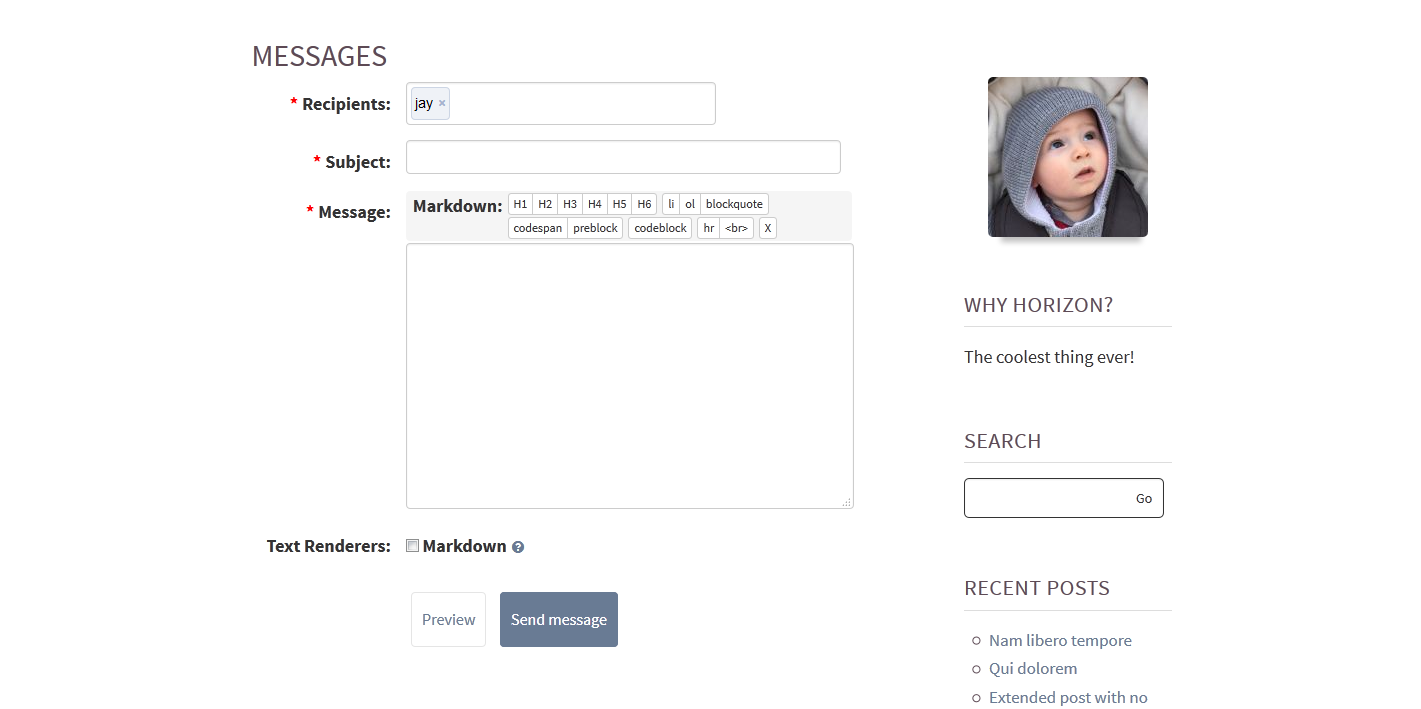 MESSAGES
* Recipients:
jay ×
* Subject:
* Message:
Markdown: H1 H2 H3 H4 H5 H6 li ol blockquote
codespan preblock codeblock hr <br> X
Text Renderers: Markdown ?
Preview Send message
WHY HORIZON?
The coolest thing ever!
SEARCH
Go
RECENT POSTS
Nam libero tempore
Qui dolorem
Extended post with no